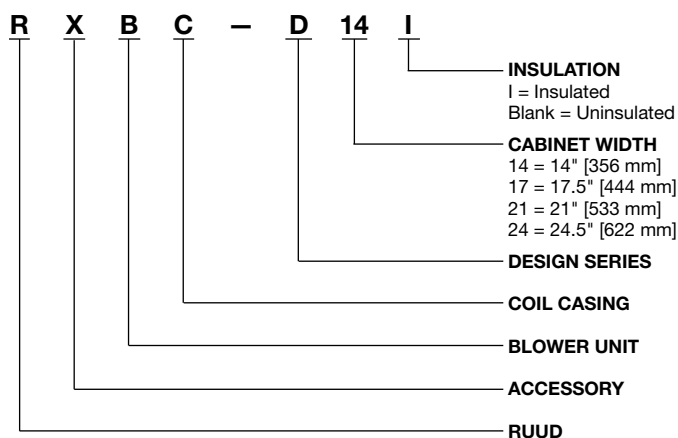 R X B C — D 14 I
INSULATION
I = Insulated
Blank = Uninsulated
CABINET WIDTH
14 = 14" [356 mm]
17 = 17.5" [444 mm]
21 = 21" [533 mm]
24 = 24.5" [622 mm]
DESIGN SERIES
COIL CASING
BLOWER UNIT
ACCESSORY
RUUD